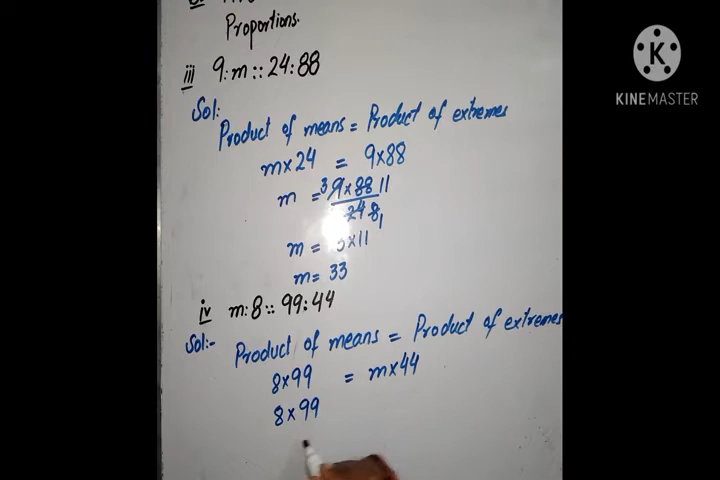 Proportions.
iii 9:m::24:88
Sol:
Product of means = Product of extremes
m×24 = 9×88
m = 3 9×88 11
24 8 1
m = 3×11
m = 33
iv m:8::99:44
Sol:- Product of means = Product of extremes
8×99 = m×44
8×99
K
KINEMASTER